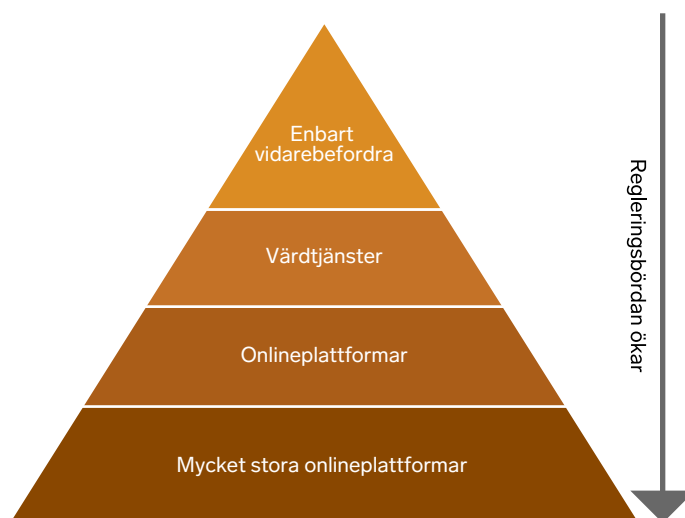 Enbart
vidarebefordra
Värdtjänster
Onlineplattformar
Mycket stora onlineplattformar
Regleringsbördan ökar